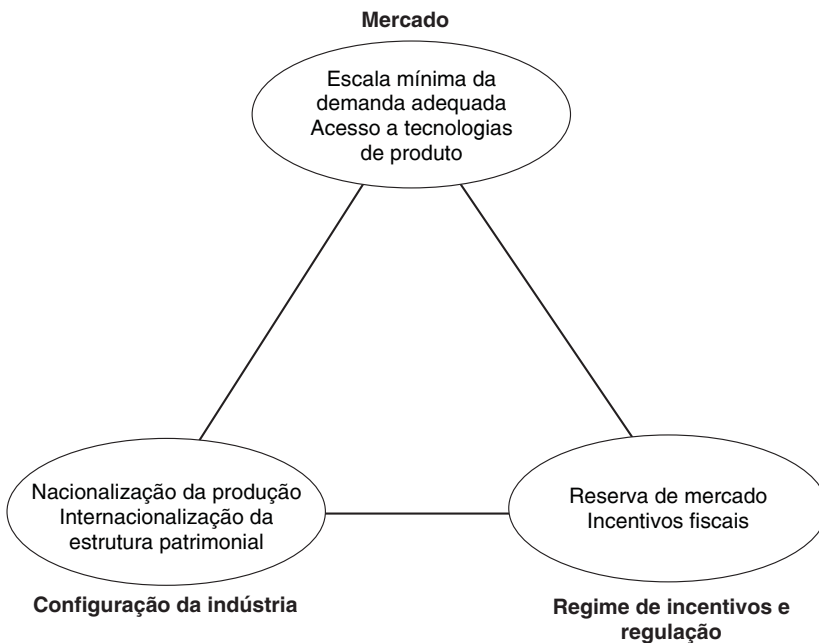 Mercado
Escala mínima da
demanda adequada
Acesso a tecnologias
de produto
Nacionalização da produção
Internacionalização da
estrutura patrimonial
Reserva de mercado
Incentivos fiscais
Configuração da indústria
Regime de incentivos e
regulação